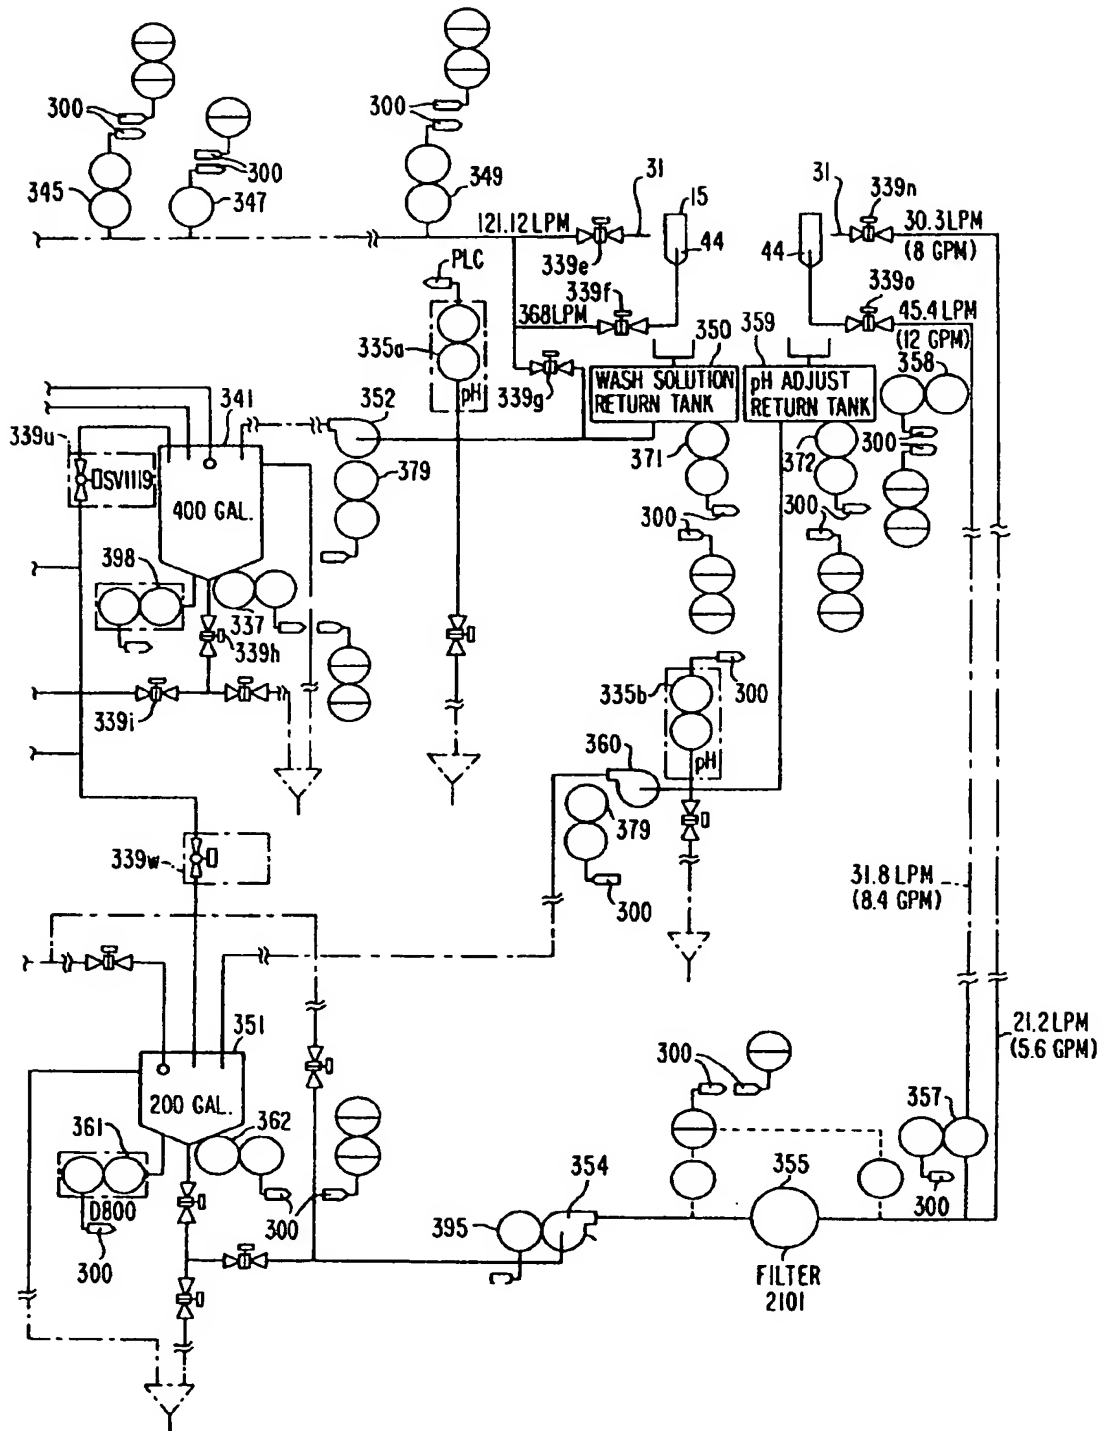 300
300
300
345
347
349
31
15
31
339n
121.12 LPM
30.3 LPM
(8 GPM)
44
44
339e
PLC
339f
339o
368 LPM
45.4 LPM
(12 GPM)
335a
350
359
358
pH
339g
WASH SOLUTION
RETURN TANK
pH ADJUST
RETURN TANK
341
352
339u
SV1119
379
371
372
300
400 GAL.
300
300
398
337
339h
335b
300
339i
360
pH
379
339w
31.8 LPM
(8.4 GPM)
300
351
21.2 LPM
(5.6 GPM)
300
200 GAL.
357
361
362
354
355
D800
300
395
300
300
FILTER
2101